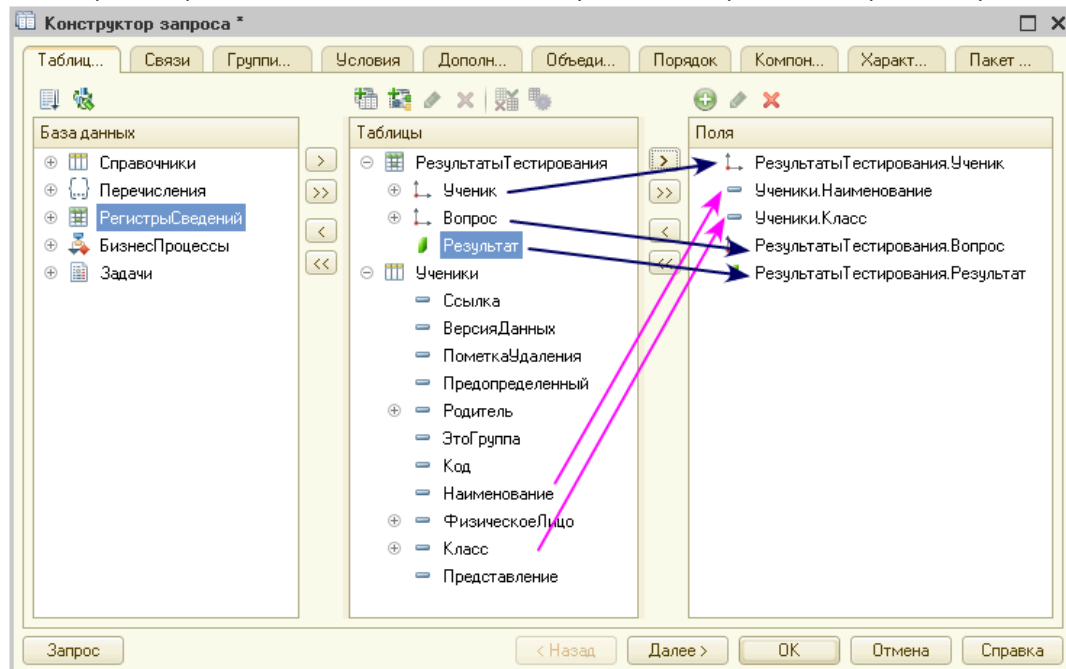 Конструктор запроса *
Таблиц...
Связи
Группи...
Условия
Дополн...
Объеди...
Порядок
Компон...
Характ...
Пакет ...
База данных
Справочники
Перечисления
РегистрыСведений
БизнесПроцессы
Задачи
Таблицы
РезультатыТестирования
Ученик
Вопрос
Результат
Ученики
Ссылка
ВерсияДанных
ПометкаУдаления
Предопределенный
Родитель
ЭтоГруппа
Код
Наименование
ФизическоеЛицо
Класс
Представление
Поля
РезультатыТестирования.Ученик
Ученики.Наименование
Ученики.Класс
РезультатыТестирования.Вопрос
РезультатыТестирования.Результат
>
>>
<
<<
>
>>
<
<<
Запрос
< Назад
Далее >
OK
Отмена
Справка